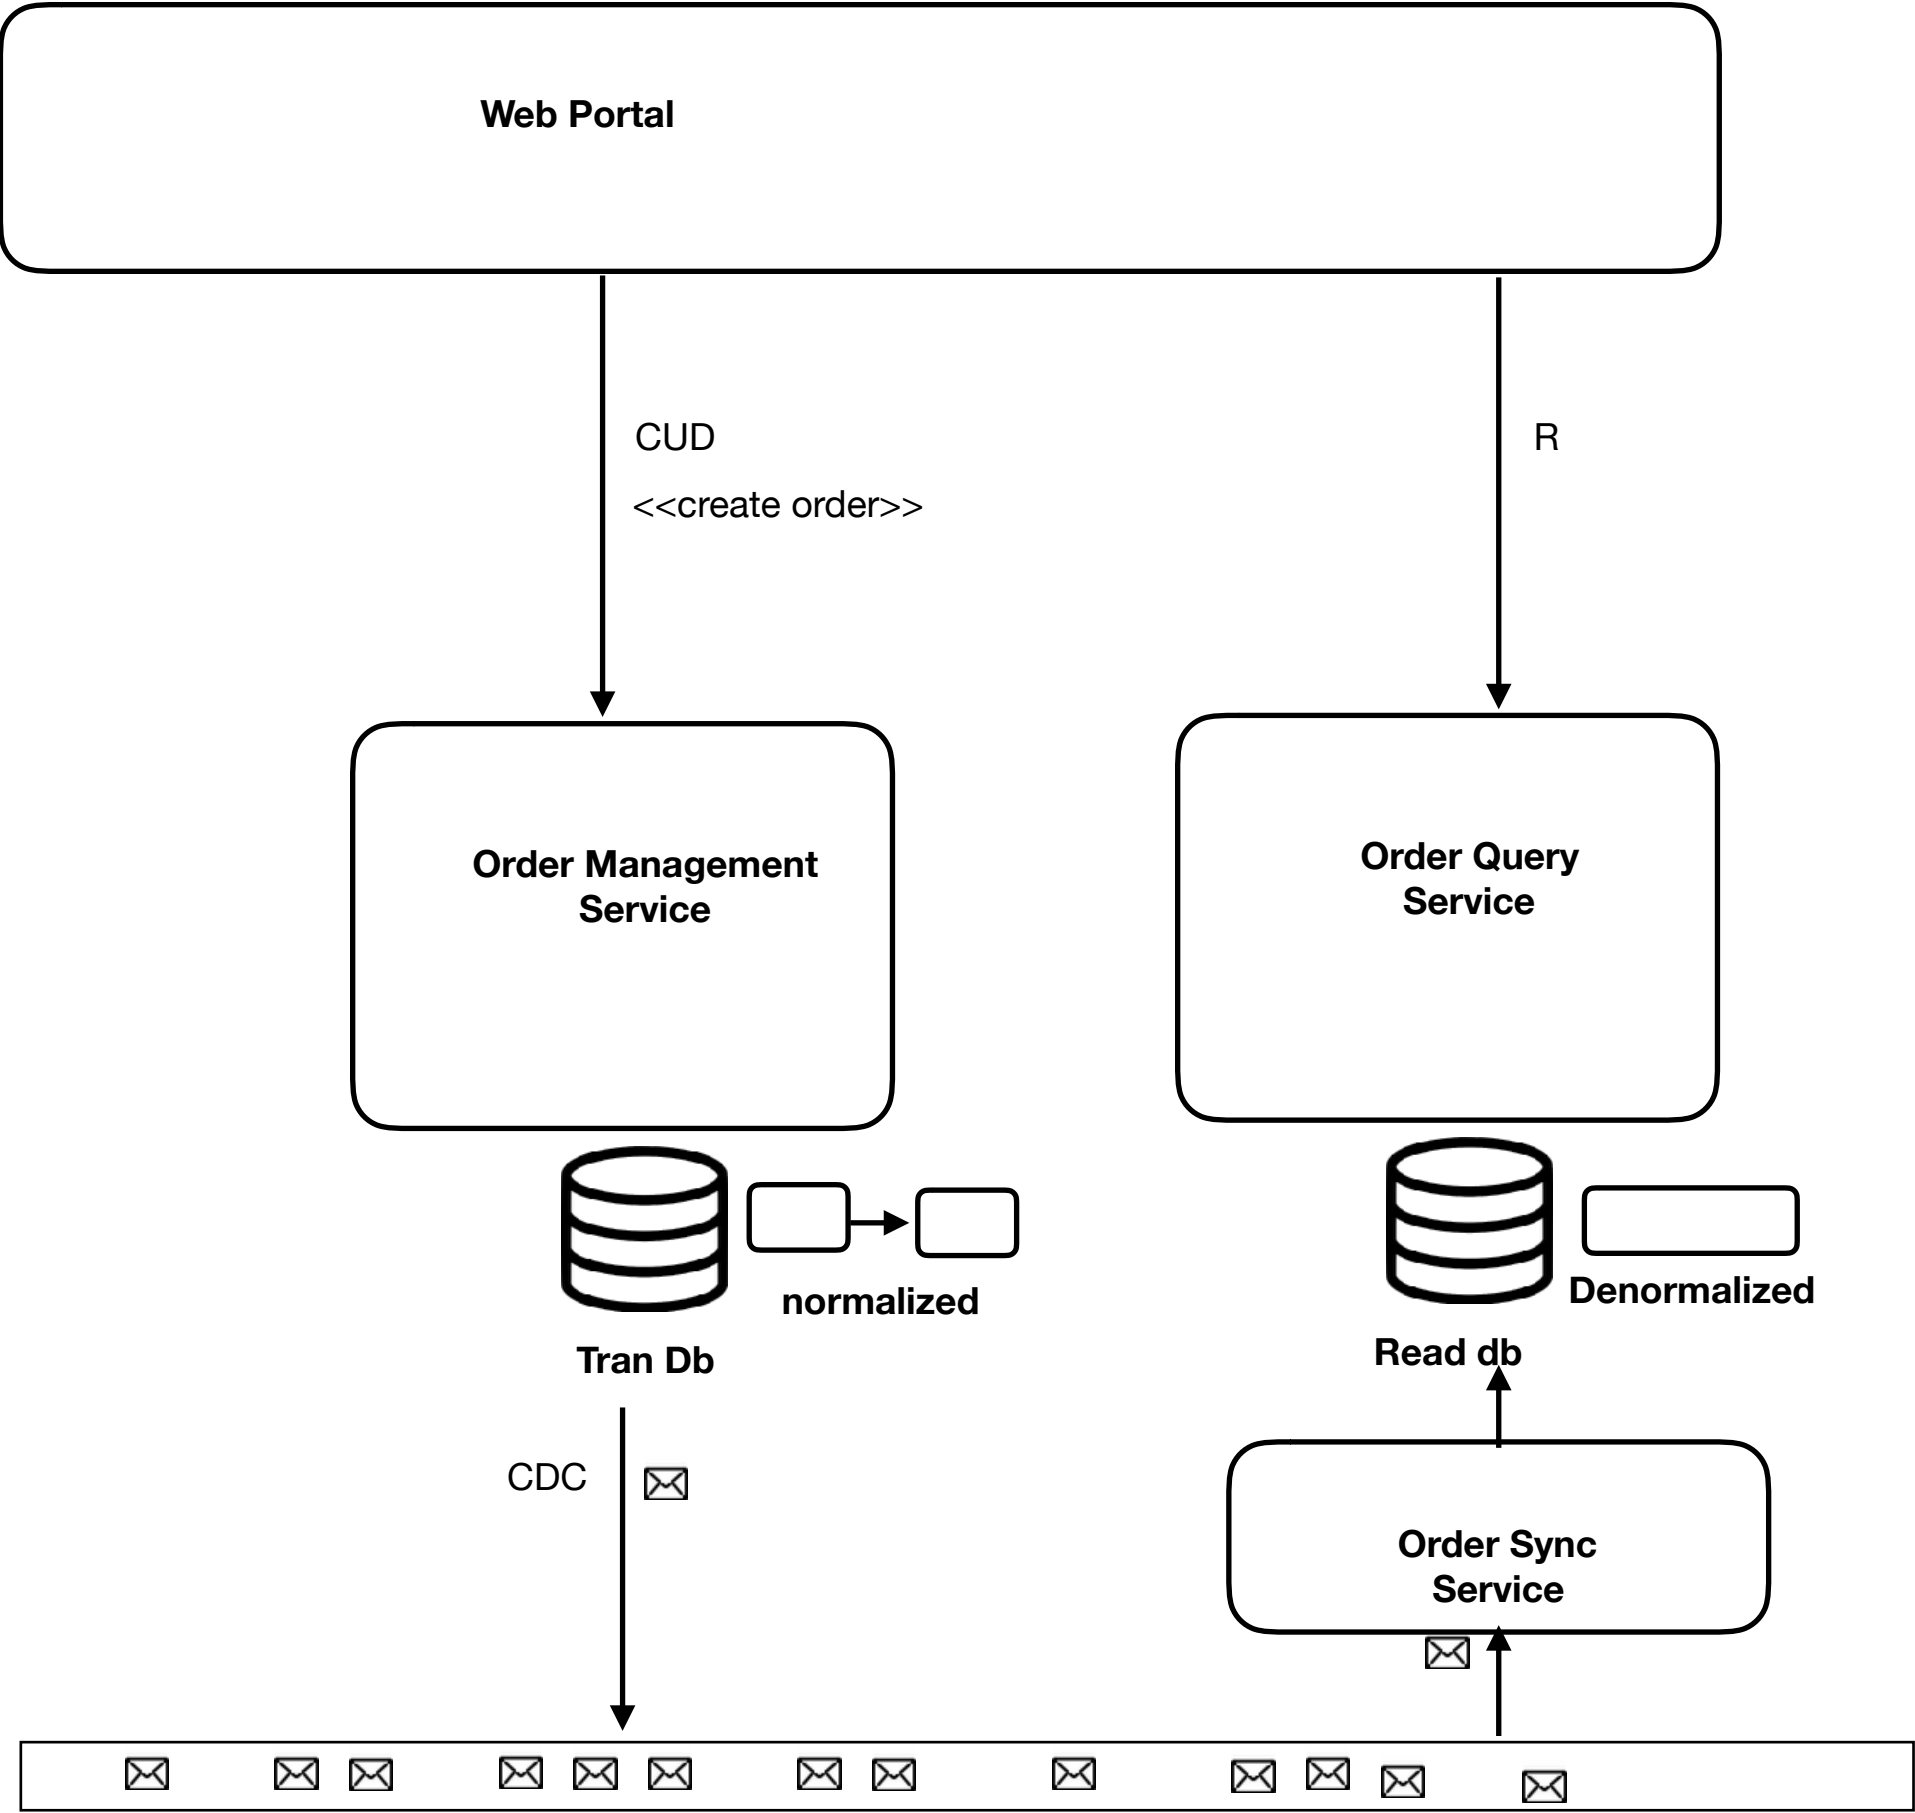 Web Portal
CUD
R
<<create order>>
Order Management
Service
Order Query
Service
normalized
Denormalized
Tran Db
Read db
CDC
Order Sync
Service